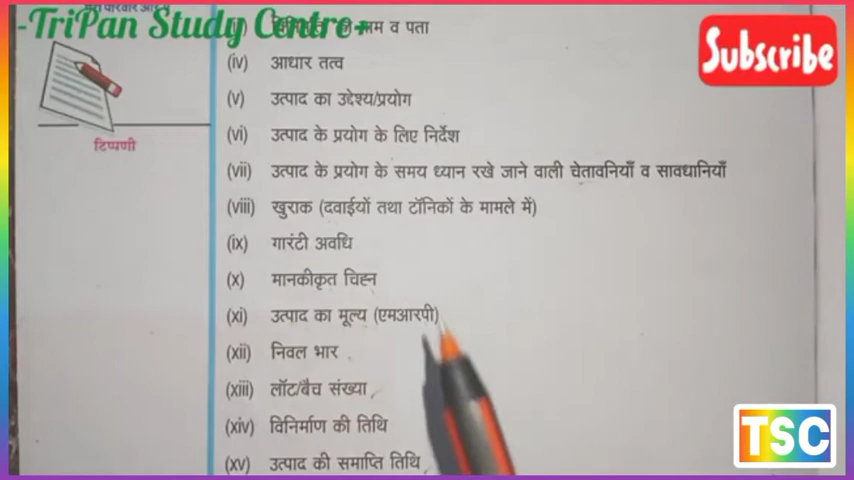 -TriPan Study Centre+
नाम व पता
Subscribe
(iv) आधार तत्व
(v) उत्पाद का उद्देश्य/प्रयोग
(vi) उत्पाद के प्रयोग के लिए निर्देश
टिप्पणी
(vii) उत्पाद के प्रयोग के समय ध्यान रखे जाने वाली चेतावनियाँ व सावधानियाँ
(viii) खुराक (दवाईयों तथा टॉनिकों के मामले में)
(ix) गारंटी अवधि
(x) मानकीकृत चिह्न
(xi) उत्पाद का मूल्य (एमआरपी)
(xii) निवल भार
(xiii) लॉट/बैच संख्या
(xiv) विनिर्माण की तिथि
(xv) उत्पाद की समाप्ति तिथि
TSC